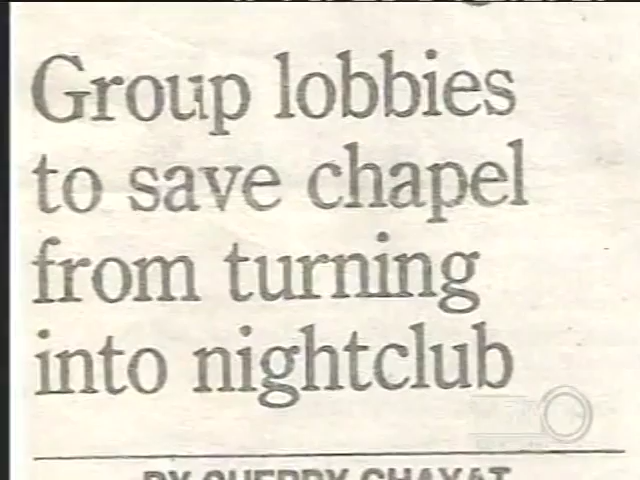 Group lobbies
to save chapel
from turning
into nightclub